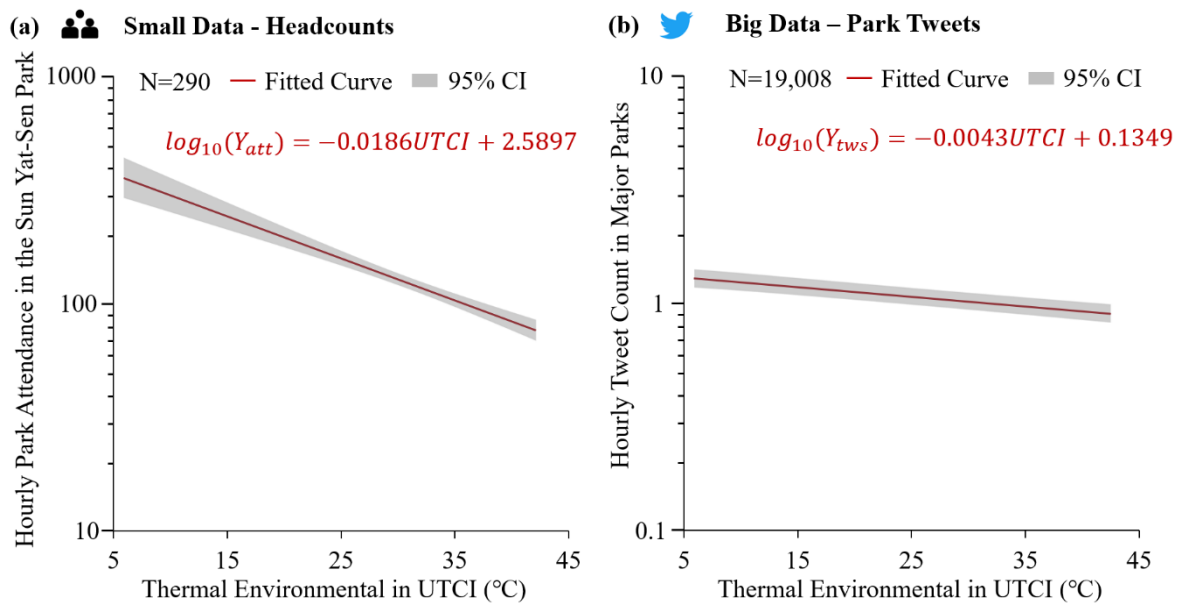 (a) Small Data - Headcounts
Hourly Park Attendance in the Sun Yat-Sen Park
1000
100
10
N=290 Fitted Curve 95% CI
log₁₀(Y_att) = −0.0186UTCI + 2.5897
5 15 25 35 45
Thermal Environmental in UTCI (°C)
(b) Big Data – Park Tweets
Hourly Tweet Count in Major Parks
10
1
0.1
N=19,008 Fitted Curve 95% CI
log₁₀(Y_tws) = −0.0043UTCI + 0.1349
5 15 25 35 45
Thermal Environmental in UTCI (°C)